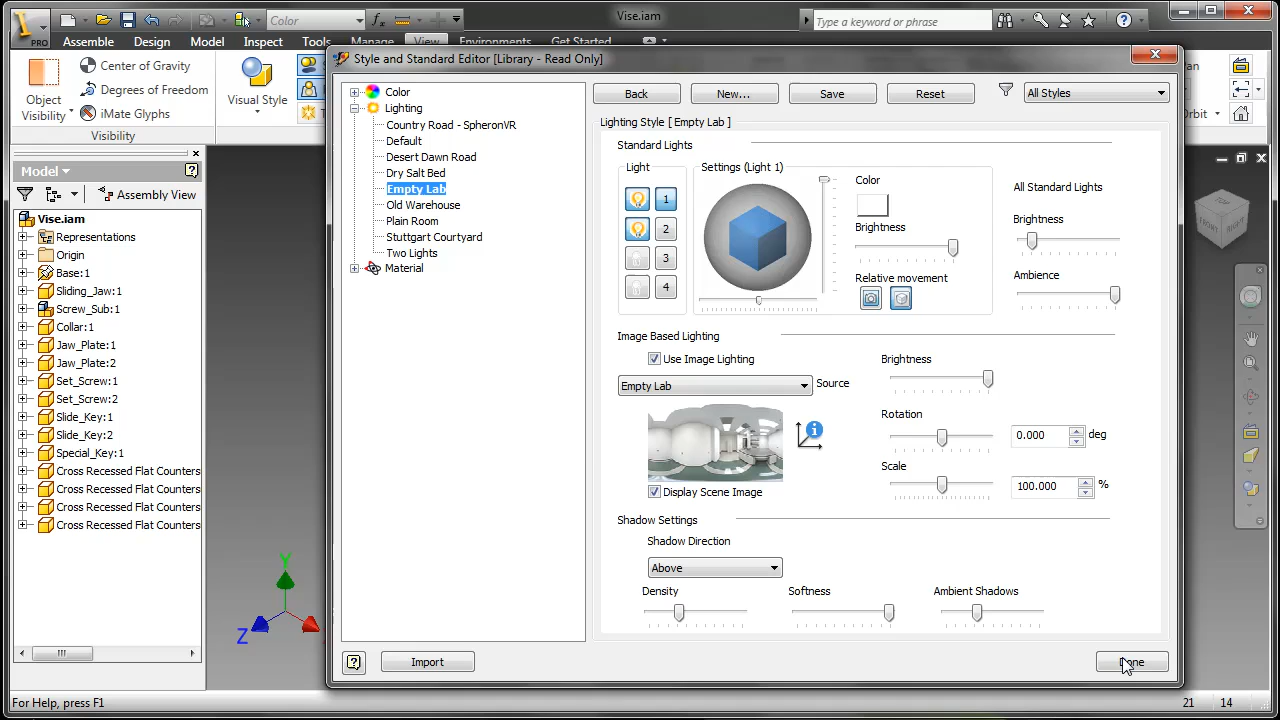 PRO
Color
Vise.iam
Type a keyword or phrase
Assemble
Design
Model
Inspect
Tools
Manage
View
Environments
Get Started
Object
Visibility
Center of Gravity
Degrees of Freedom
iMate Glyphs
Visibility
Visual Style
Pan
Orbit
Model
Assembly View
Vise.iam
Representations
Origin
Base:1
Sliding_Jaw:1
Screw_Sub:1
Collar:1
Jaw_Plate:1
Jaw_Plate:2
Set_Screw:1
Set_Screw:2
Slide_Key:1
Slide_Key:2
Special_Key:1
Cross Recessed Flat Counters
Cross Recessed Flat Counters
Cross Recessed Flat Counters
Cross Recessed Flat Counters
Y
Z
Style and Standard Editor [Library - Read Only]
Color
Lighting
Country Road - SpheronVR
Default
Desert Dawn Road
Dry Salt Bed
Empty Lab
Old Warehouse
Plain Room
Stuttgart Courtyard
Two Lights
Material
Back
New...
Save
Reset
All Styles
Lighting Style [ Empty Lab ]
Standard Lights
Light
1
2
3
4
Settings (Light 1)
Color
Brightness
Relative movement
All Standard Lights
Brightness
Ambience
Image Based Lighting
Use Image Lighting
Empty Lab
Source
Display Scene Image
Brightness
Rotation
0.000
deg
Scale
100.000
%
Shadow Settings
Shadow Direction
Above
Density
Softness
Ambient Shadows
Import
Done
FRONT
For Help, press F1
21
14